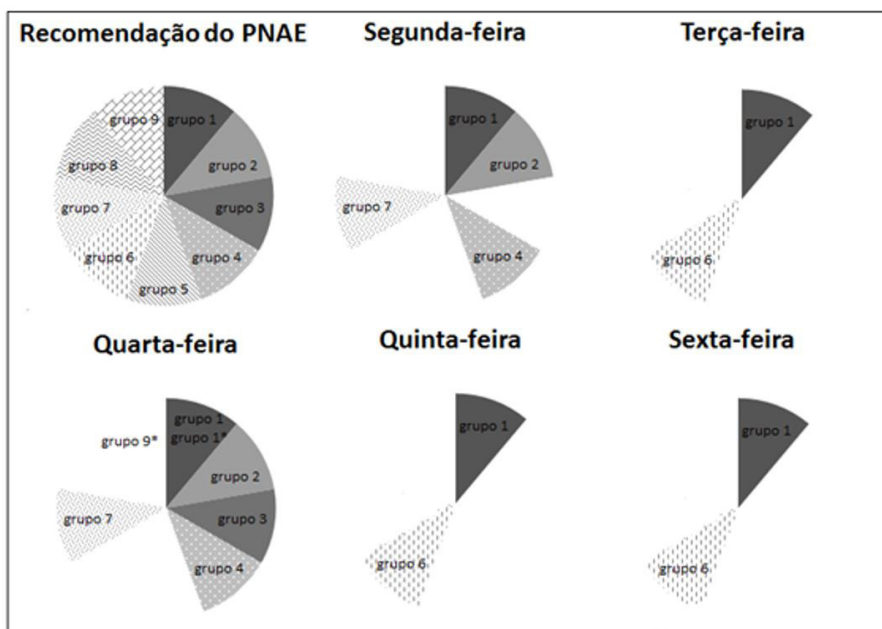 Recomendação do PNAE
grupo 9
grupo 1
grupo 8
grupo 2
grupo 7
grupo 3
grupo 6
grupo 4
grupo 5
Segunda-feira
grupo 1
grupo 2
grupo 7
grupo 4
Terça-feira
grupo 1
grupo 6
Quarta-feira
grupo 1
grupo 9*
grupo 1*
grupo 2
grupo 7
grupo 3
grupo 4
Quinta-feira
grupo 1
grupo 6
Sexta-feira
grupo 1
grupo 6